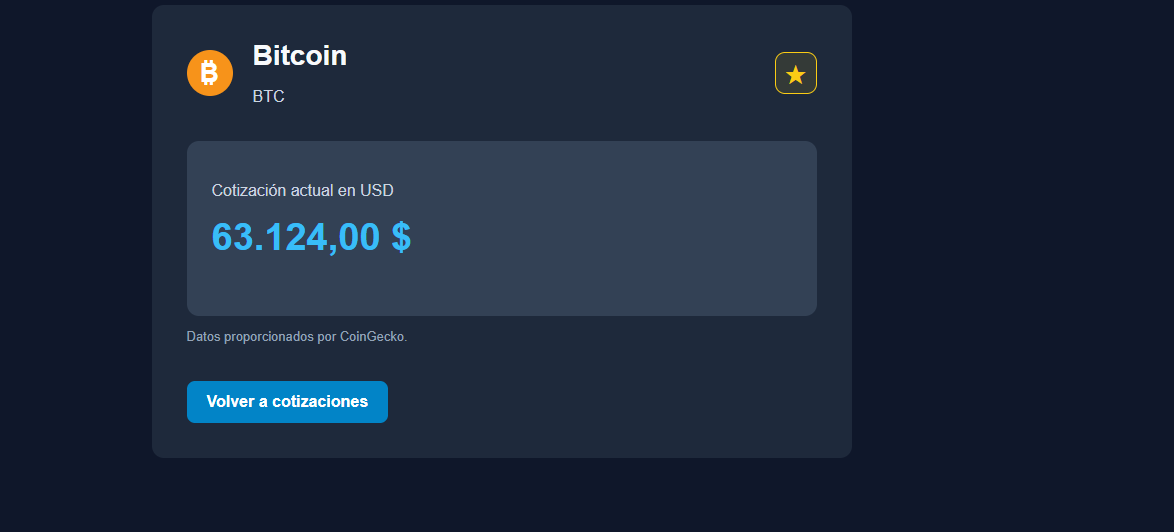 Bitcoin
BTC
Cotización actual en USD
63.124,00 $
Datos proporcionados por CoinGecko.
Volver a cotizaciones